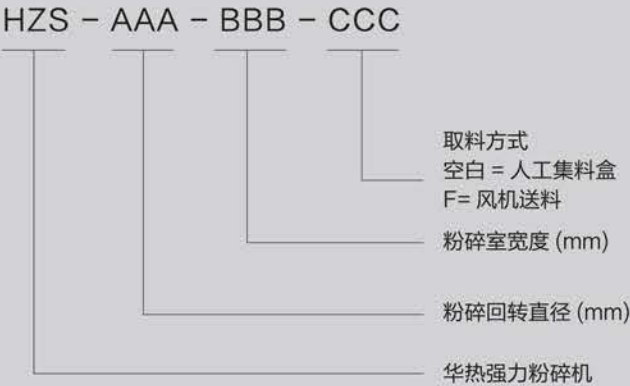 HZS – AAA – BBB – CCC
取料方式
空白 = 人工集料盒
F= 风机送料
粉碎室宽度 (mm)
粉碎回转直径 (mm)
华热强力粉碎机